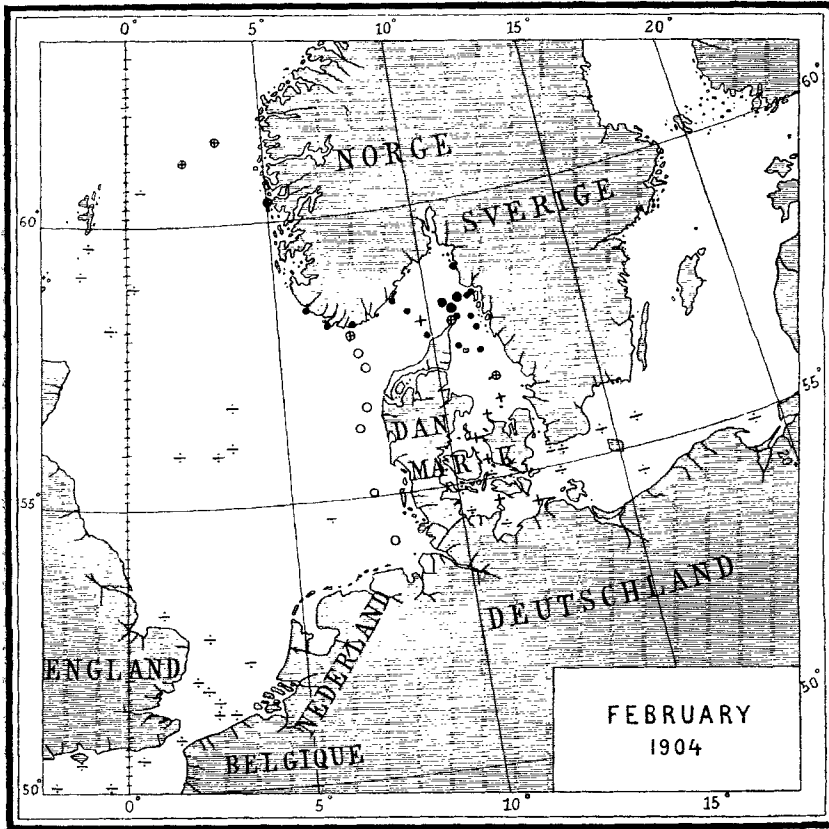 0° 5° 10° 15° 20°
60°
NORGE
SVERIGE
60°
55°
DAN
MARK
20°
55°
DEUTSCHLAND
NEDERLAND
ENGLAND
50°
FEBRUARY
1904
BELGIQUE
50°
0° 5° 10° 15°